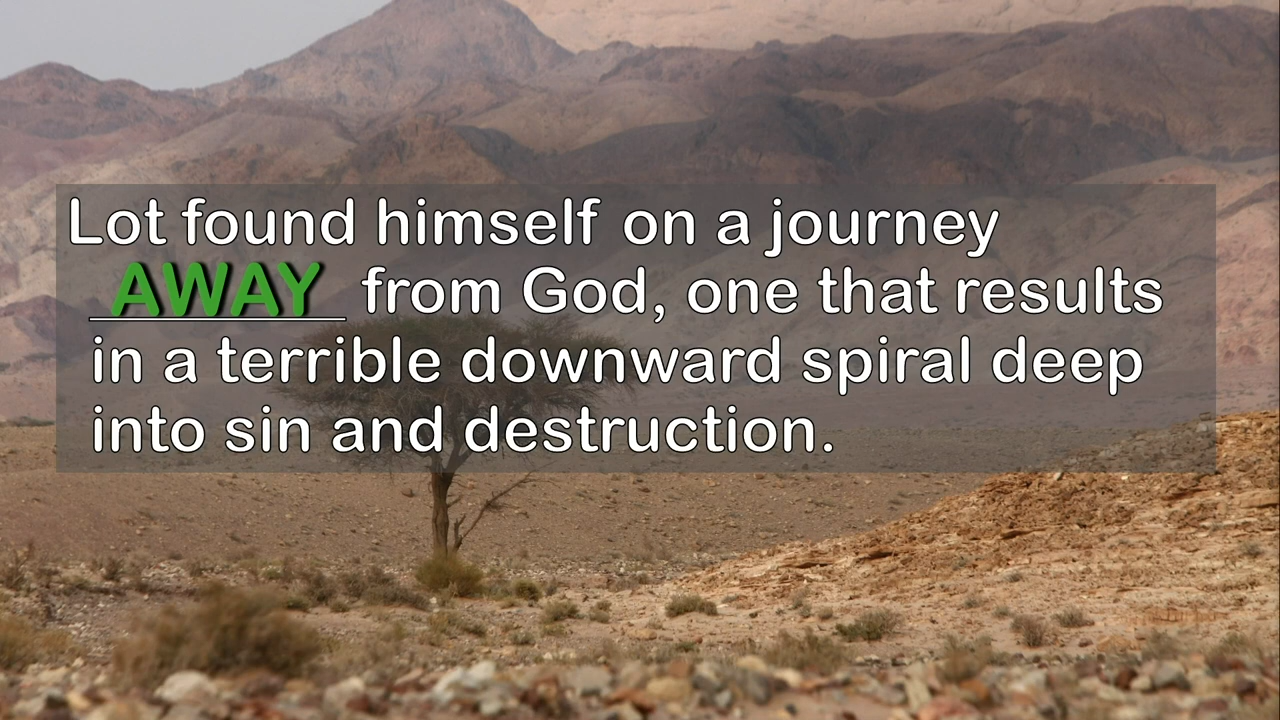 Lot found himself on a journey
AWAY from God, one that results
in a terrible downward spiral deep
into sin and destruction.